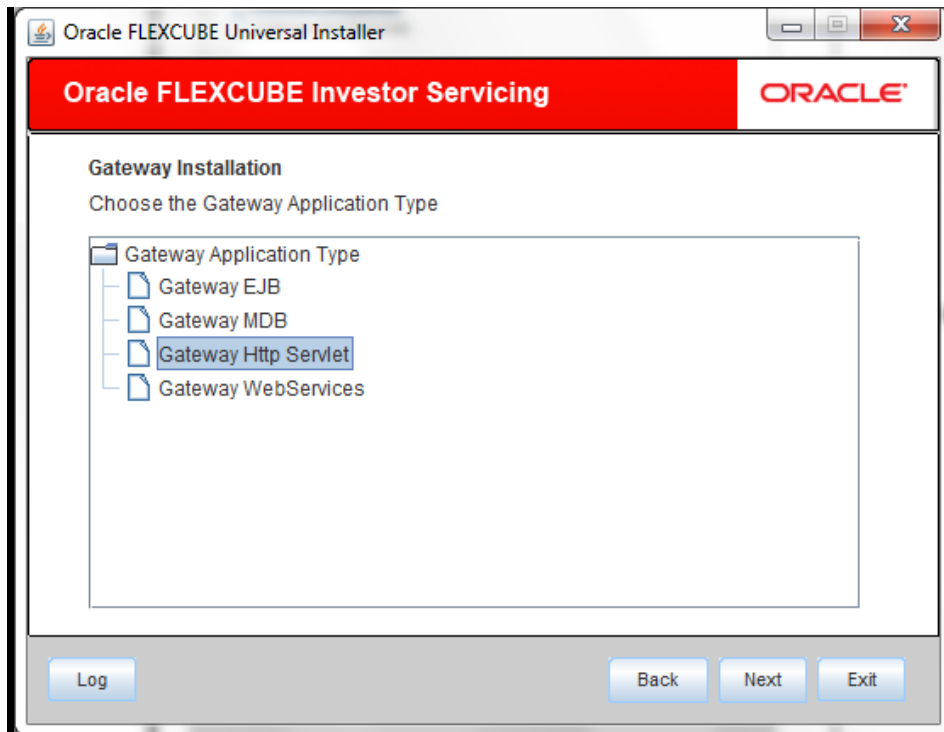 Oracle FLEXCUBE Universal Installer
Oracle FLEXCUBE Investor Servicing
ORACLE
Gateway Installation
Choose the Gateway Application Type
Gateway Application Type
Gateway EJB
Gateway MDB
Gateway Http Servlet
Gateway WebServices
Log Back Next Exit